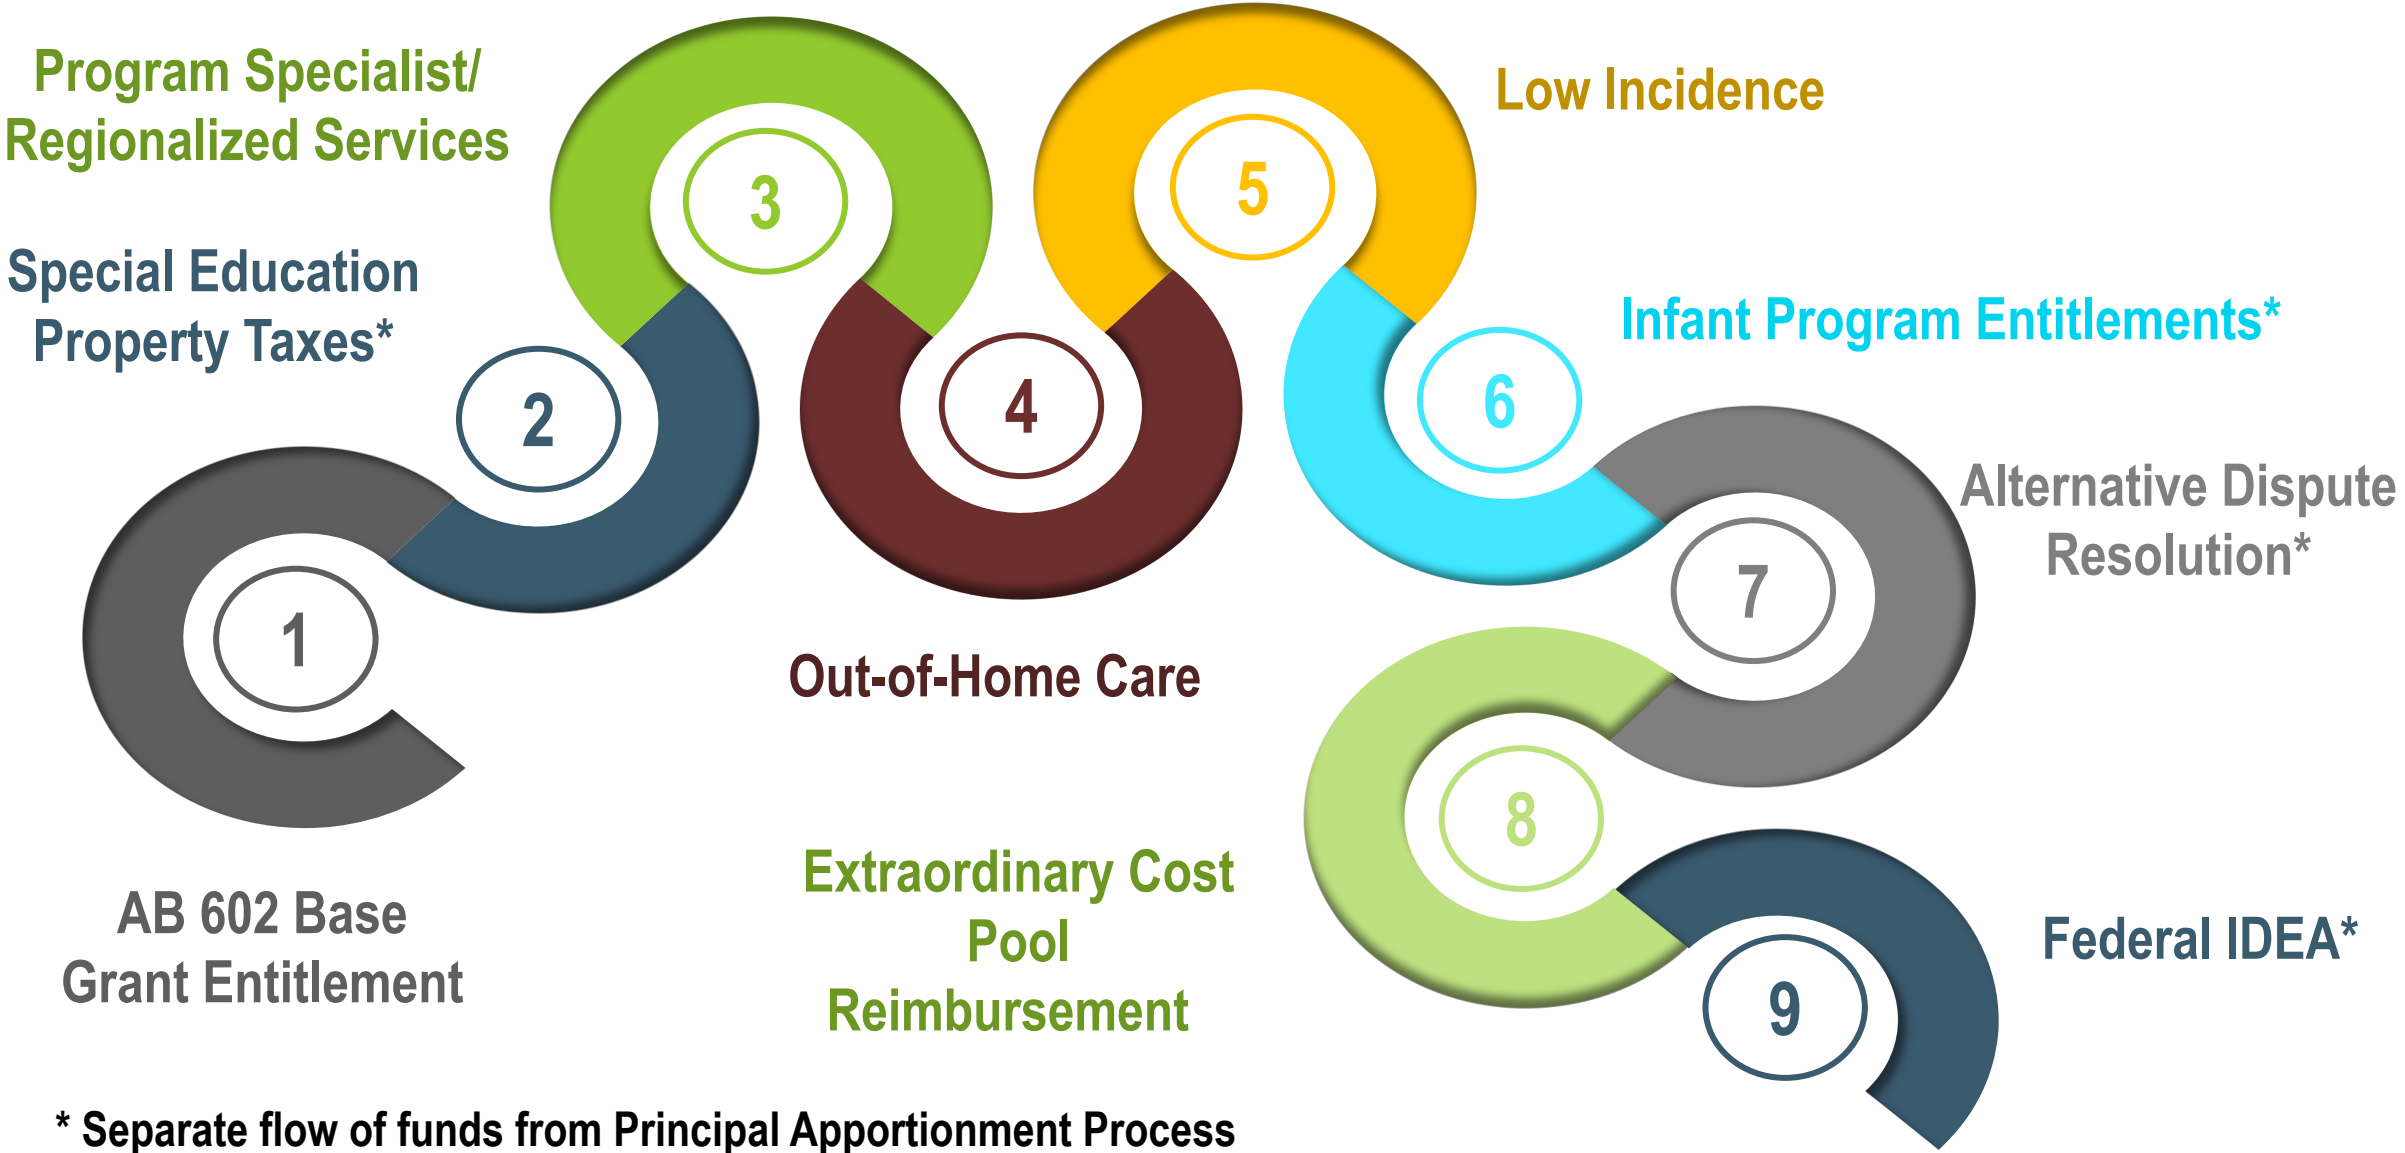 1
AB 602 Base
Grant Entitlement
2
Special Education
Property Taxes*
3
Program Specialist/
Regionalized Services
4
Out-of-Home Care
5
Low Incidence
6
Infant Program Entitlements*
7
Alternative Dispute
Resolution*
8
Extraordinary Cost
Pool
Reimbursement
9
Federal IDEA*
* Separate flow of funds from Principal Apportionment Process